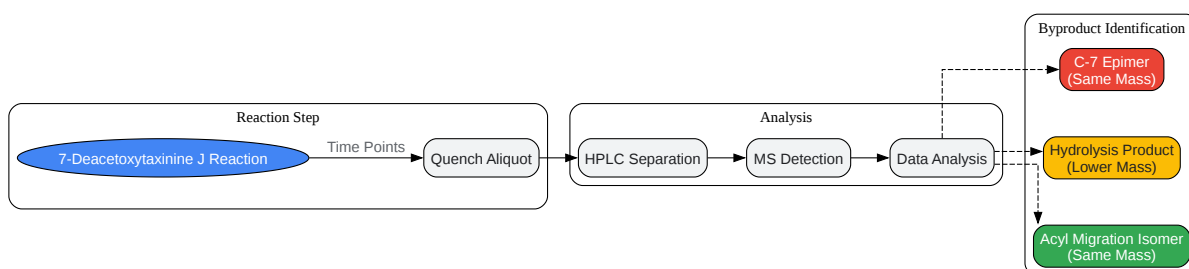 Byproduct Identification
C-7 Epimer
(Same Mass)
Reaction Step
Analysis
7-Deacetoxytaxinine J Reaction
Time Points
Quench Aliquot
HPLC Separation
MS Detection
Data Analysis
Hydrolysis Product
(Lower Mass)
Acyl Migration Isomer
(Same Mass)